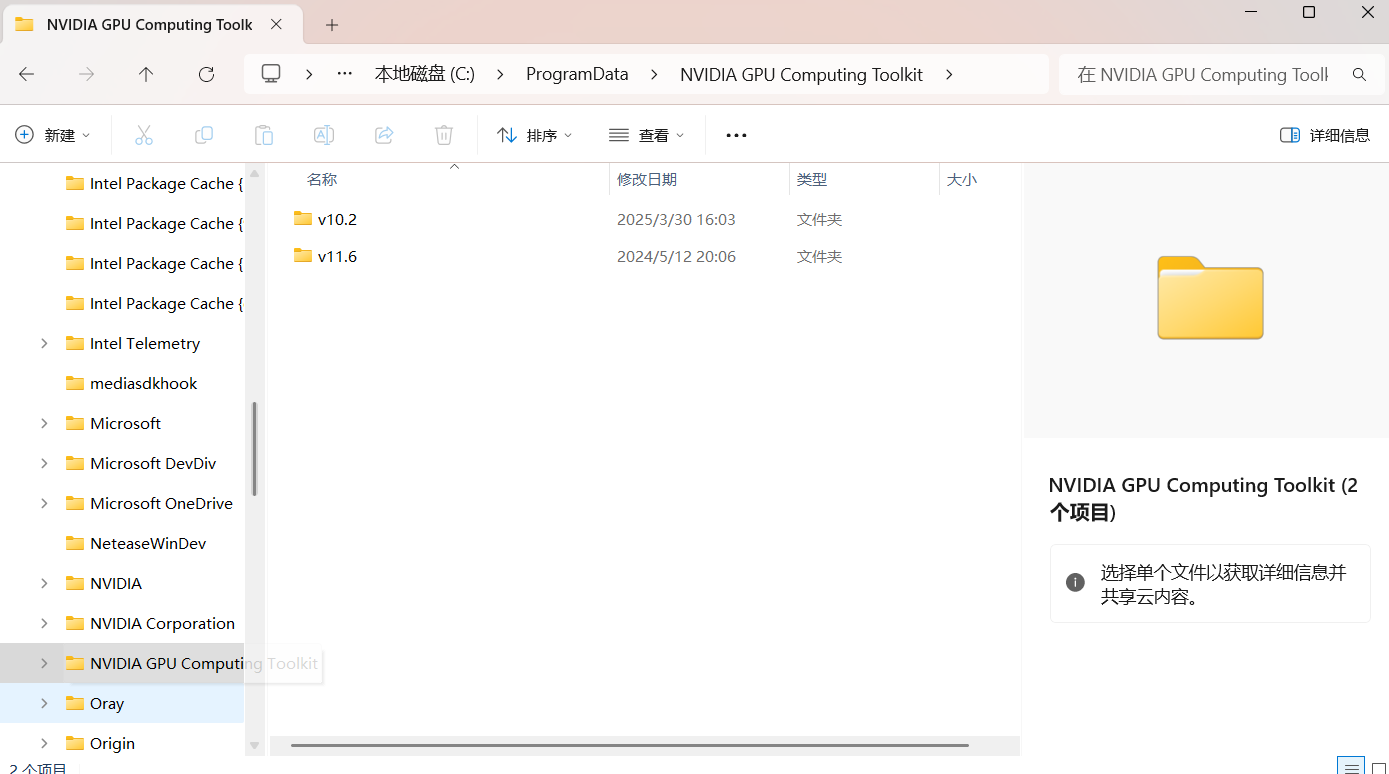 NVIDIA GPU Computing Toolk
本地磁盘 (C:) ProgramData NVIDIA GPU Computing Toolkit 在 NVIDIA GPU Computing Toolk
新建 排序 查看 详细信息
名称 修改日期 类型 大小
Intel Package Cache {
Intel Package Cache {
Intel Package Cache {
Intel Package Cache {
Intel Telemetry
mediasdkhook
Microsoft
Microsoft DevDiv
Microsoft OneDrive
NeteaseWinDev
NVIDIA
NVIDIA Corporation
NVIDIA GPU Computing Toolkit
Oray
Origin
v10.2 2025/3/30 16:03 文件夹
v11.6 2024/5/12 20:06 文件夹
NVIDIA GPU Computing Toolkit (2
个项目)
选择单个文件以获取详细信息并
共享云内容。
2 个项目